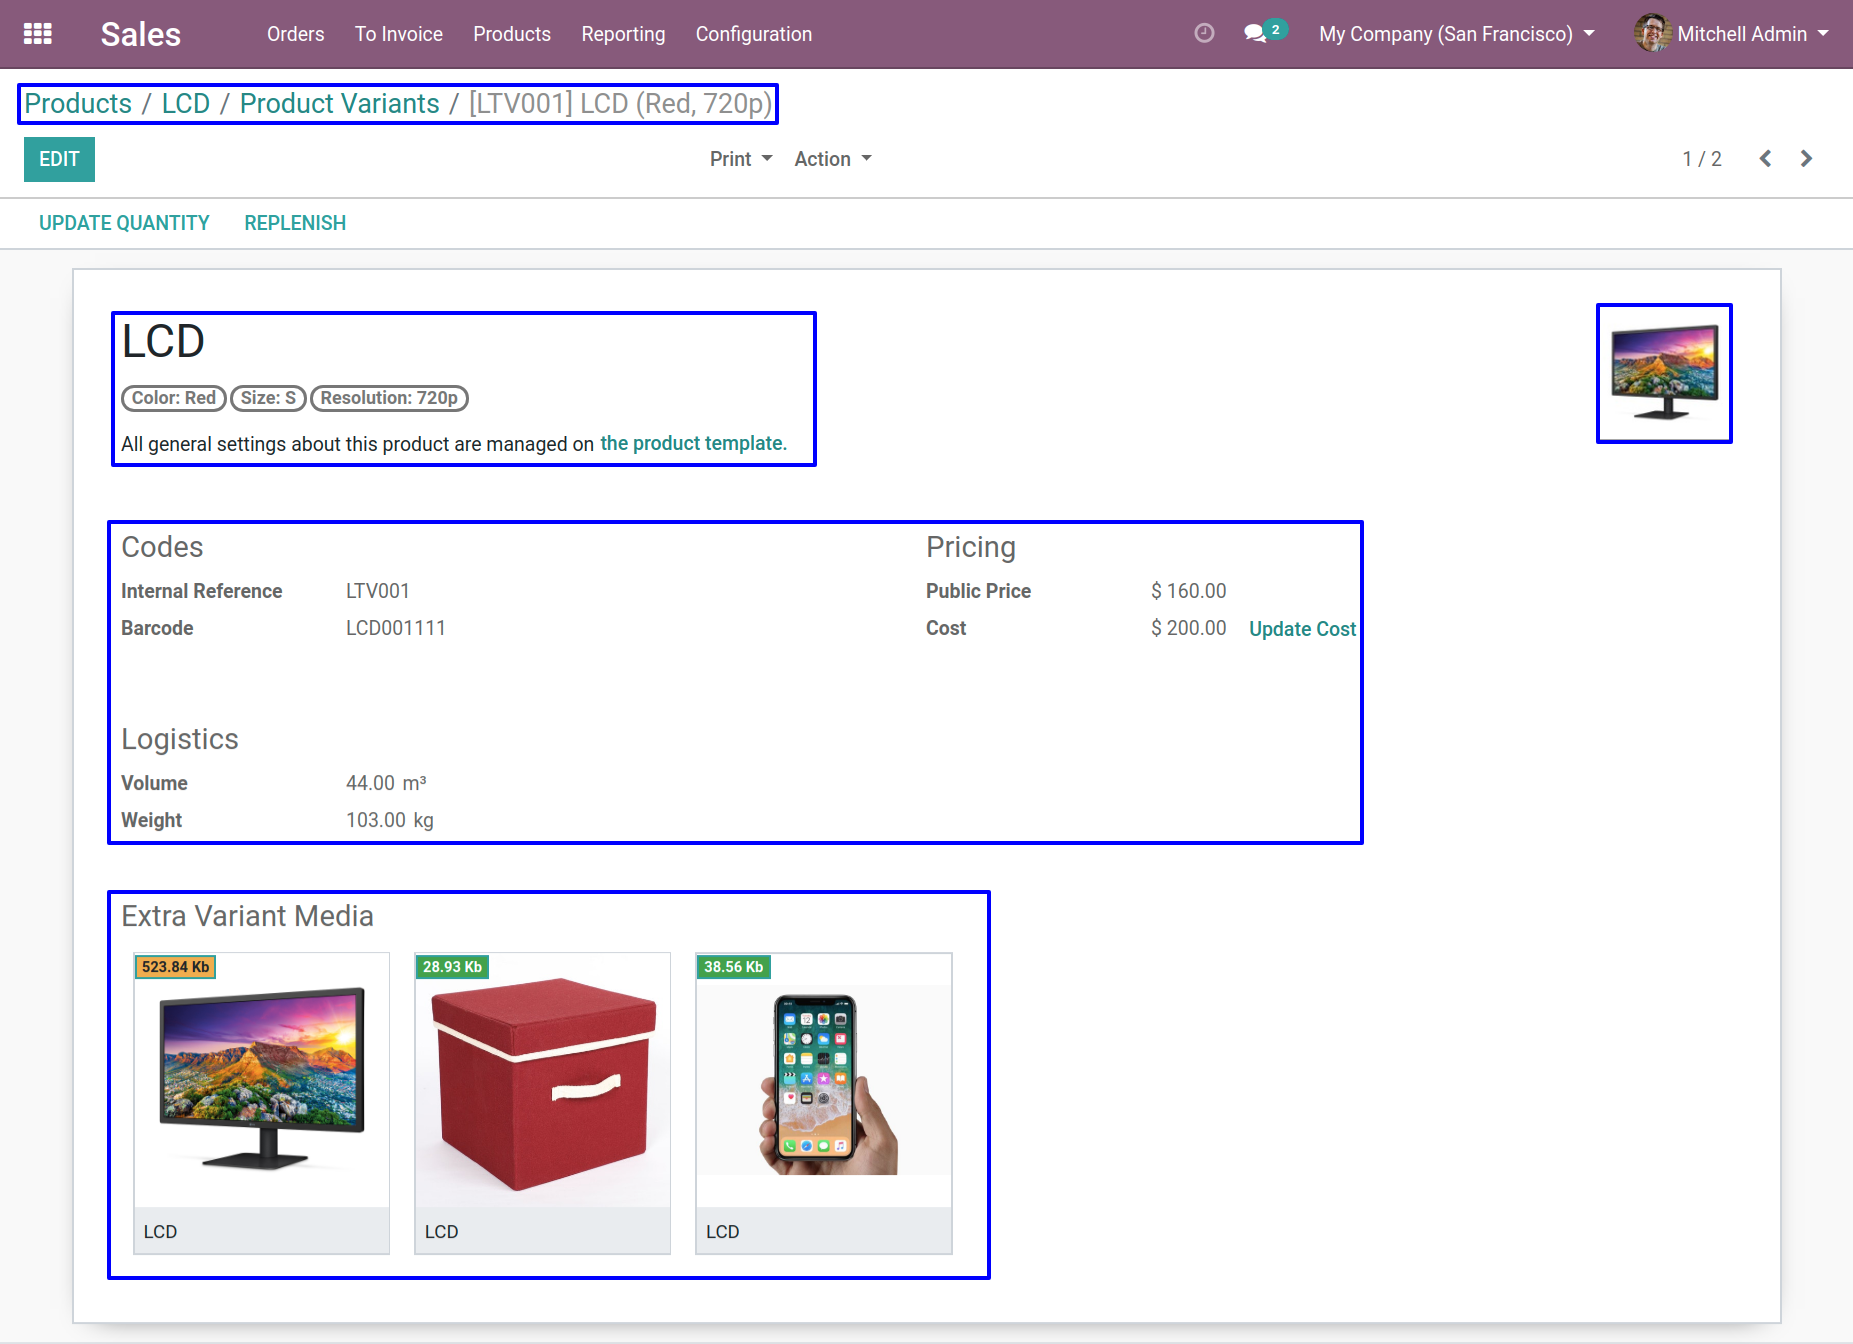 Sales Orders To Invoice Products Reporting Configuration 2 My Company (San Francisco) Mitchell Admin
Products / LCD / Product Variants / [LTV001] LCD (Red, 720p)
EDIT Print Action 1 / 2
UPDATE QUANTITY REPLENISH
LCD
Color: Red Size: S Resolution: 720p
All general settings about this product are managed on the product template.
Codes Pricing
Internal Reference LTV001 Public Price $ 160.00
Barcode LCD001111 Cost $ 200.00 Update Cost
Logistics
Volume 44.00 m³
Weight 103.00 kg
Extra Variant Media
523.84 Kb 28.93 Kb 38.56 Kb
LCD LCD LCD